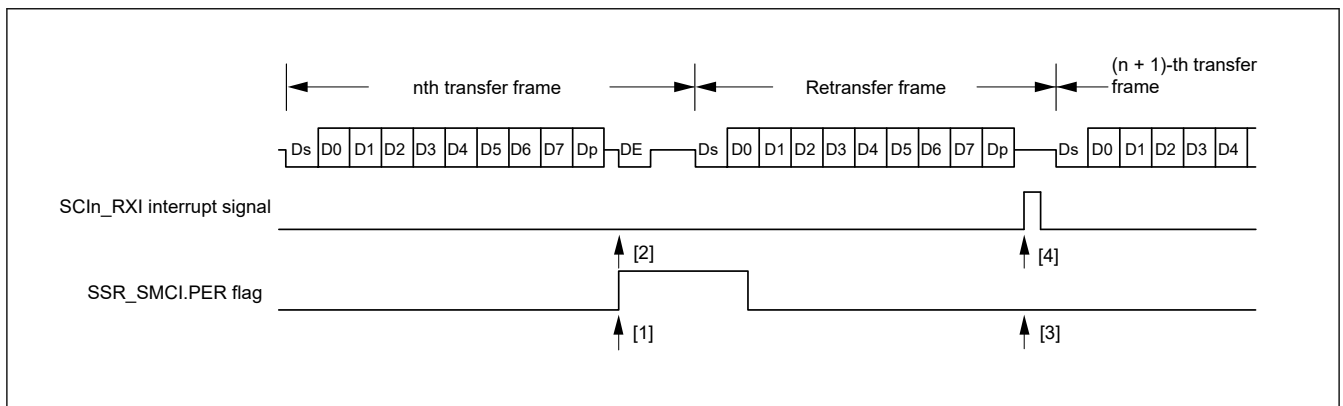 nth transfer frame
Retransfer frame
(n + 1)-th transfer
frame
Ds D0 D1 D2 D3 D4 D5 D6 D7 Dp DE Ds D0 D1 D2 D3 D4 D5 D6 D7 Dp Ds D0 D1 D2 D3 D4
SCIn_RXI interrupt signal
[2] [4]
SSR_SMCI.PER flag
[1] [3]